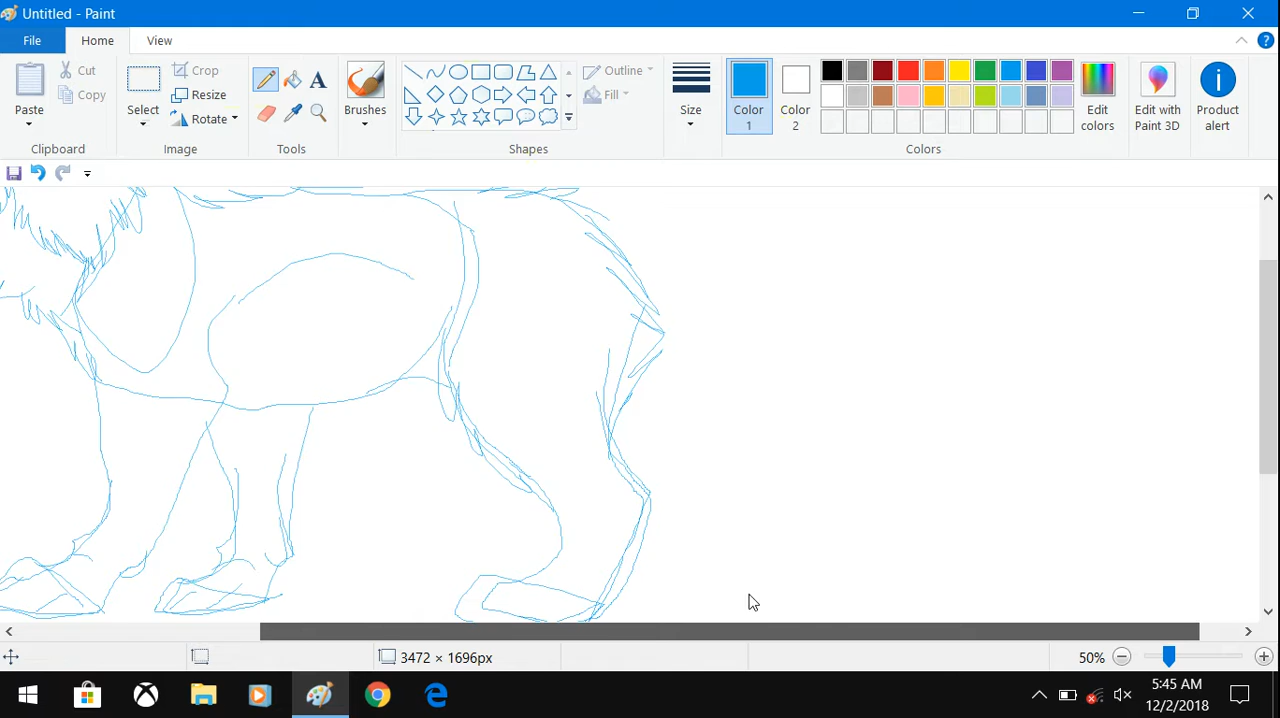 Untitled - Paint
File Home View
Paste
Cut
Copy
Clipboard
Select
Crop
Resize
Rotate
Image
A
Tools
Brushes
Outline
Fill
Shapes
Size
Color 1
Color 2
Edit colors
Colors
Edit with Paint 3D
Product alert
3472 × 1696px
50%
5:45 AM
12/2/2018